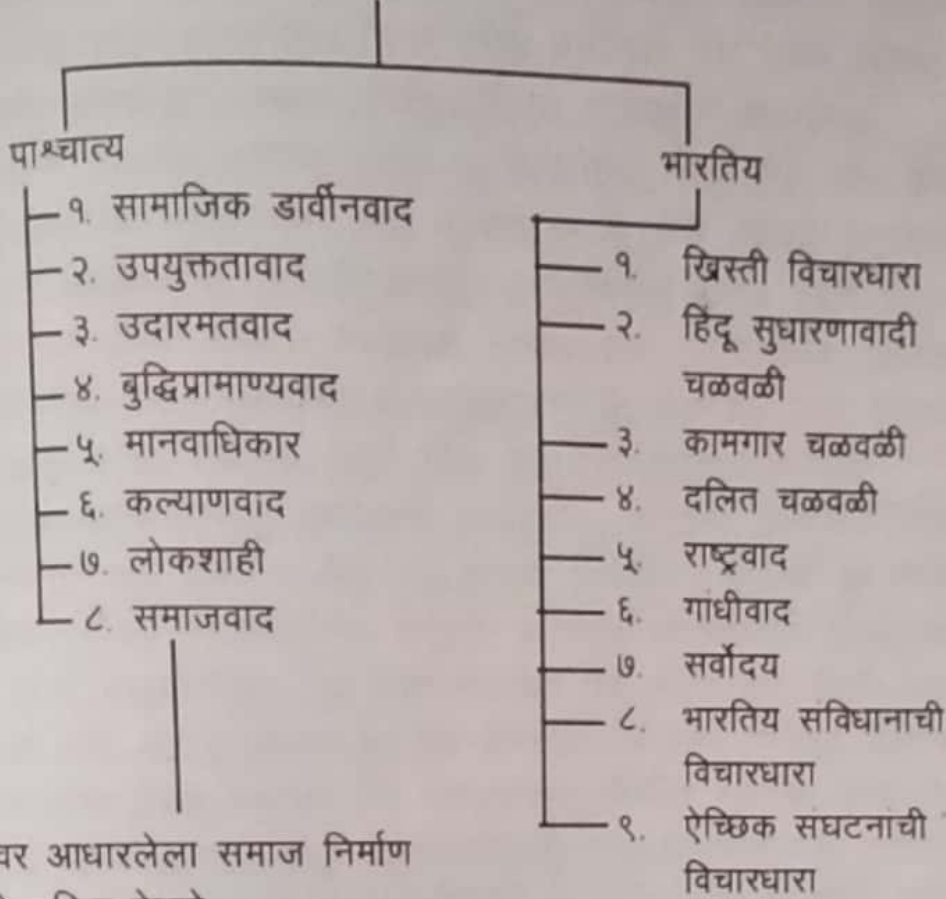 पाश्चात्य
१. सामाजिक डार्वीनवाद
२. उपयुक्ततावाद
३. उदारमतवाद
४. बुद्धिप्रामाण्यवाद
५. मानवाधिकार
६. कल्याणवाद
७. लोकशाही
८. समाजवाद
भारतिय
१. ख्रिस्ती विचारधारा
२. हिंदू सुधारणावादी
चळवळी
३. कामगार चळवळी
४. दलित चळवळी
५. राष्ट्रवाद
६. गांधीवाद
७. सर्वोदय
८. भारतिय संविधानाची
विचारधारा
९. ऐच्छिक संघटनांची
विचारधारा
वर आधारलेला समाज निर्माण